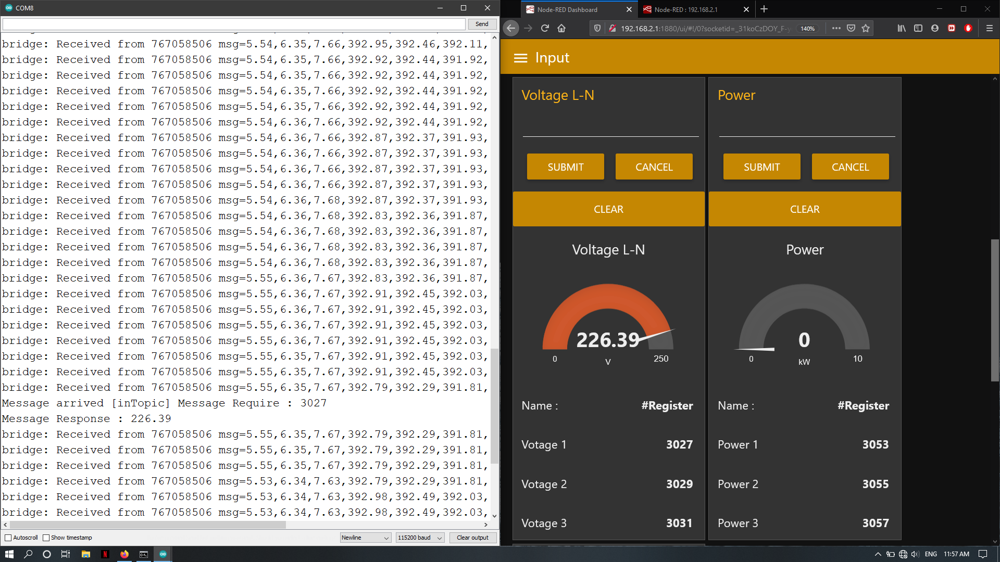 COM8
Send
bridge: Received from 767058506 msg=5.54,6.35,7.66,392.95,392.46,392.11,
bridge: Received from 767058506 msg=5.54,6.35,7.66,392.92,392.44,391.92,
bridge: Received from 767058506 msg=5.54,6.35,7.66,392.92,392.44,391.92,
bridge: Received from 767058506 msg=5.54,6.35,7.66,392.92,392.44,391.92,
bridge: Received from 767058506 msg=5.54,6.35,7.66,392.92,392.44,391.92,
bridge: Received from 767058506 msg=5.54,6.36,7.66,392.92,392.44,391.92,
bridge: Received from 767058506 msg=5.54,6.36,7.66,392.87,392.37,391.93,
bridge: Received from 767058506 msg=5.54,6.36,7.66,392.87,392.37,391.93,
bridge: Received from 767058506 msg=5.54,6.36,7.66,392.87,392.37,391.93,
bridge: Received from 767058506 msg=5.54,6.36,7.66,392.87,392.37,391.93,
bridge: Received from 767058506 msg=5.54,6.36,7.68,392.87,392.37,391.93,
bridge: Received from 767058506 msg=5.54,6.36,7.68,392.83,392.36,391.87,
bridge: Received from 767058506 msg=5.54,6.36,7.68,392.83,392.36,391.87,
bridge: Received from 767058506 msg=5.54,6.36,7.68,392.83,392.36,391.87,
bridge: Received from 767058506 msg=5.54,6.36,7.68,392.83,392.36,391.87,
bridge: Received from 767058506 msg=5.55,6.36,7.67,392.83,392.36,391.87,
bridge: Received from 767058506 msg=5.55,6.36,7.67,392.91,392.45,392.03,
bridge: Received from 767058506 msg=5.55,6.36,7.67,392.91,392.45,392.03,
bridge: Received from 767058506 msg=5.55,6.36,7.67,392.91,392.45,392.03,
bridge: Received from 767058506 msg=5.55,6.36,7.67,392.91,392.45,392.03,
bridge: Received from 767058506 msg=5.55,6.35,7.67,392.91,392.45,392.03,
bridge: Received from 767058506 msg=5.55,6.35,7.67,392.91,392.45,392.03,
bridge: Received from 767058506 msg=5.55,6.35,7.67,392.79,392.29,391.81,
Message arrived [inTopic] Message Require : 3027
Message Response : 226.39
bridge: Received from 767058506 msg=5.55,6.35,7.67,392.79,392.29,391.81,
bridge: Received from 767058506 msg=5.55,6.35,7.67,392.79,392.29,391.81,
bridge: Received from 767058506 msg=5.55,6.35,7.67,392.79,392.29,391.81,
bridge: Received from 767058506 msg=5.53,6.34,7.63,392.79,392.29,391.81,
bridge: Received from 767058506 msg=5.53,6.34,7.63,392.98,392.49,392.03,
bridge: Received from 767058506 msg=5.53,6.34,7.63,392.98,392.49,392.03,
Autoscroll Show timestamp Newline 115200 baud Clear output
Node-RED Dashboard Node-RED : 192.168.2.1
192.168.2.1:1880/ui/#!/0?socketid=_31koCzDOY_F-y 140%
Input
Voltage L-N
SUBMIT CANCEL
CLEAR
Voltage L-N
226.39
0 V 250
Name : #Register
Votage 1 3027
Votage 2 3029
Votage 3 3031
Power
SUBMIT CANCEL
CLEAR
Power
0
0 kW 10
Name : #Register
Power 1 3053
Power 2 3055
Power 3 3057
ENG 11:57 AM